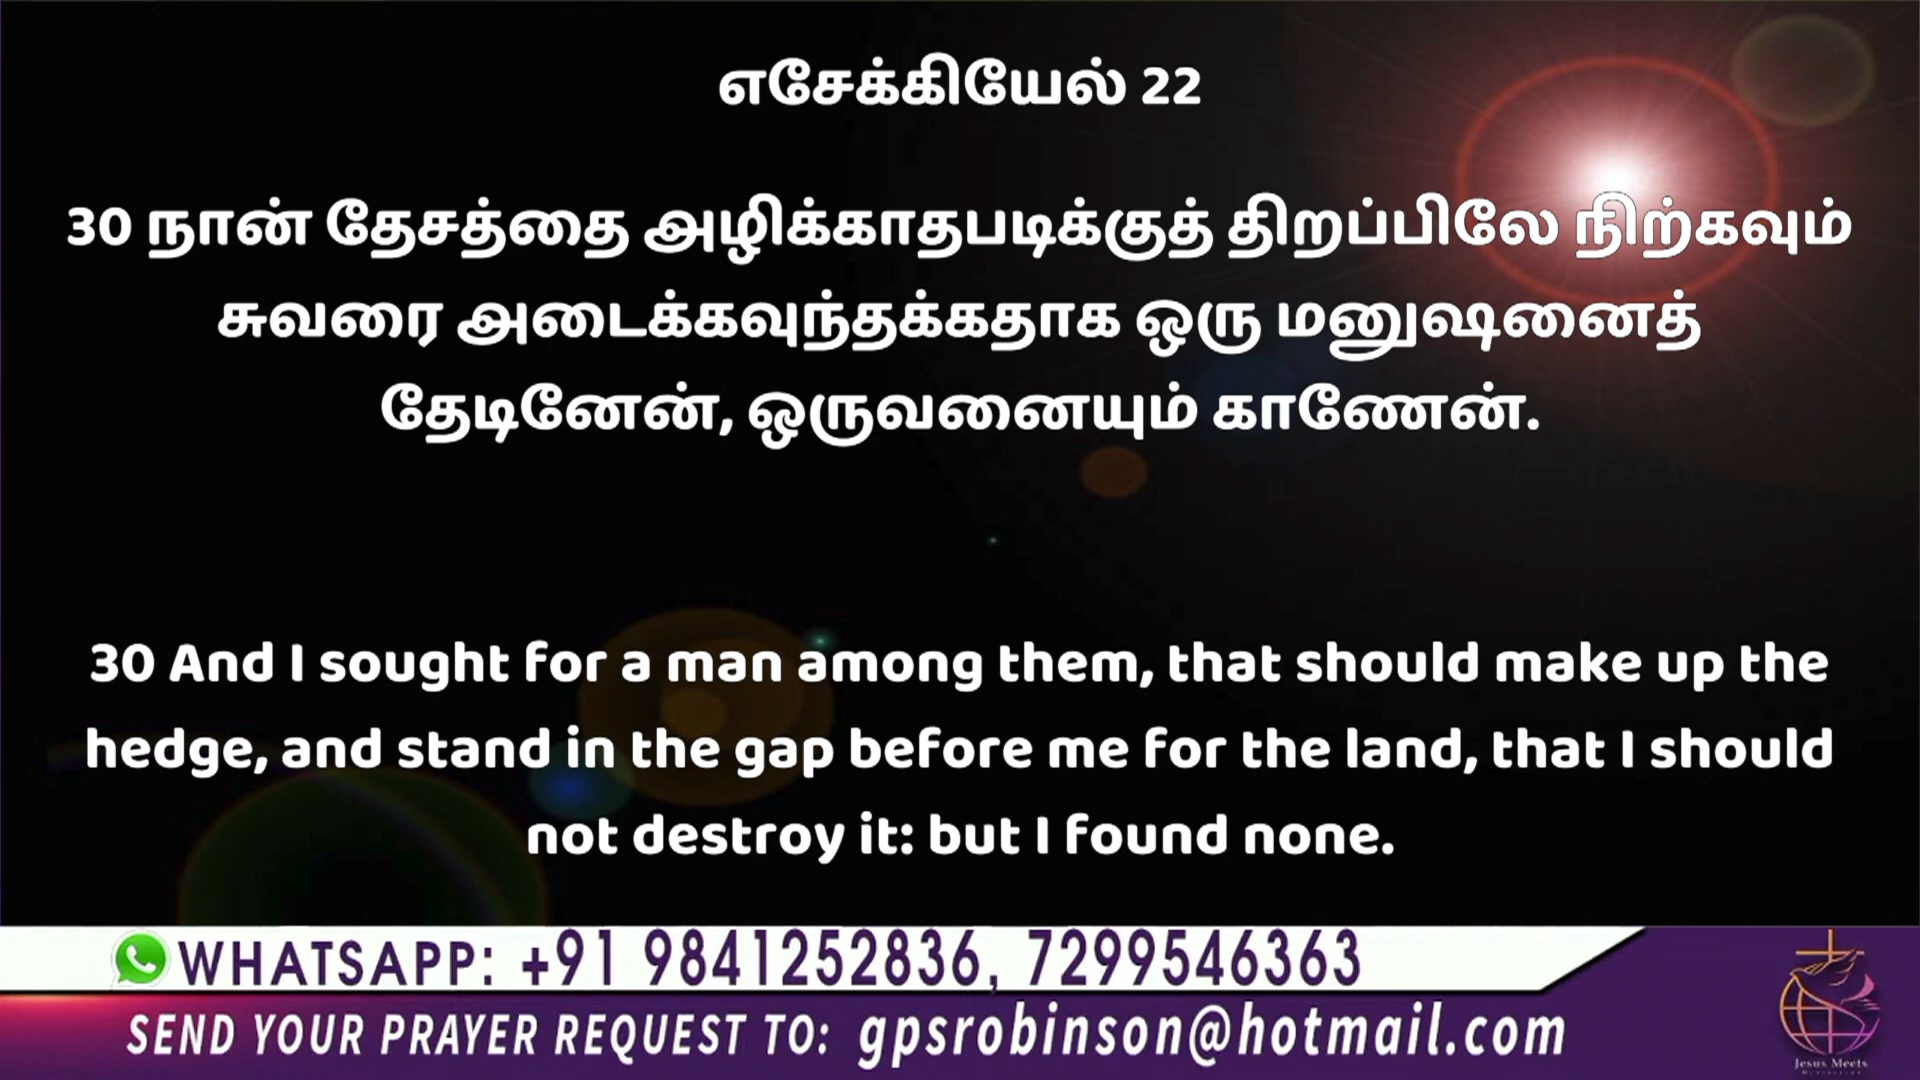 எசேக்கியேல் 22
30 நான் தேசத்தை அழிக்காதபடிக்குத் திறப்பிலே நிற்கவும்
சுவரை அடைக்கவுந்தக்கதாக ஒரு மனுஷனைத்
தேடினேன், ஒருவனையும் காணேன்.
30 And I sought for a man among them, that should make up the
hedge, and stand in the gap before me for the land, that I should
not destroy it: but I found none.
WHATSAPP: +91 9841252836, 7299546363
SEND YOUR PRAYER REQUEST TO: gpsrobinson@hotmail.com
Jesus Meets